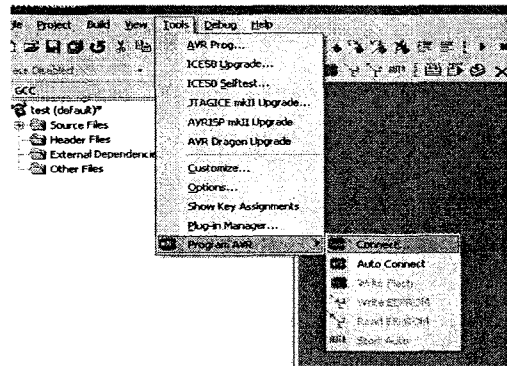 Project Build View Tools Debug Help
AVR Prog...
ICE50 Upgrade...
ICE50 Selftest...
JTAGICE mkII Upgrade...
AVRISP mkII Upgrade
AVR Dragon Upgrade
Customize...
Options...
Show Key Assignments
Plug-in Manager...
Program AVR
Disabled
GCC
test (default)*
Source Files
Header Files
External Dependencie
Other Files
Connect...
Auto Connect
Write Flash
Write EEPROM
Read EEPROM
Start Auto